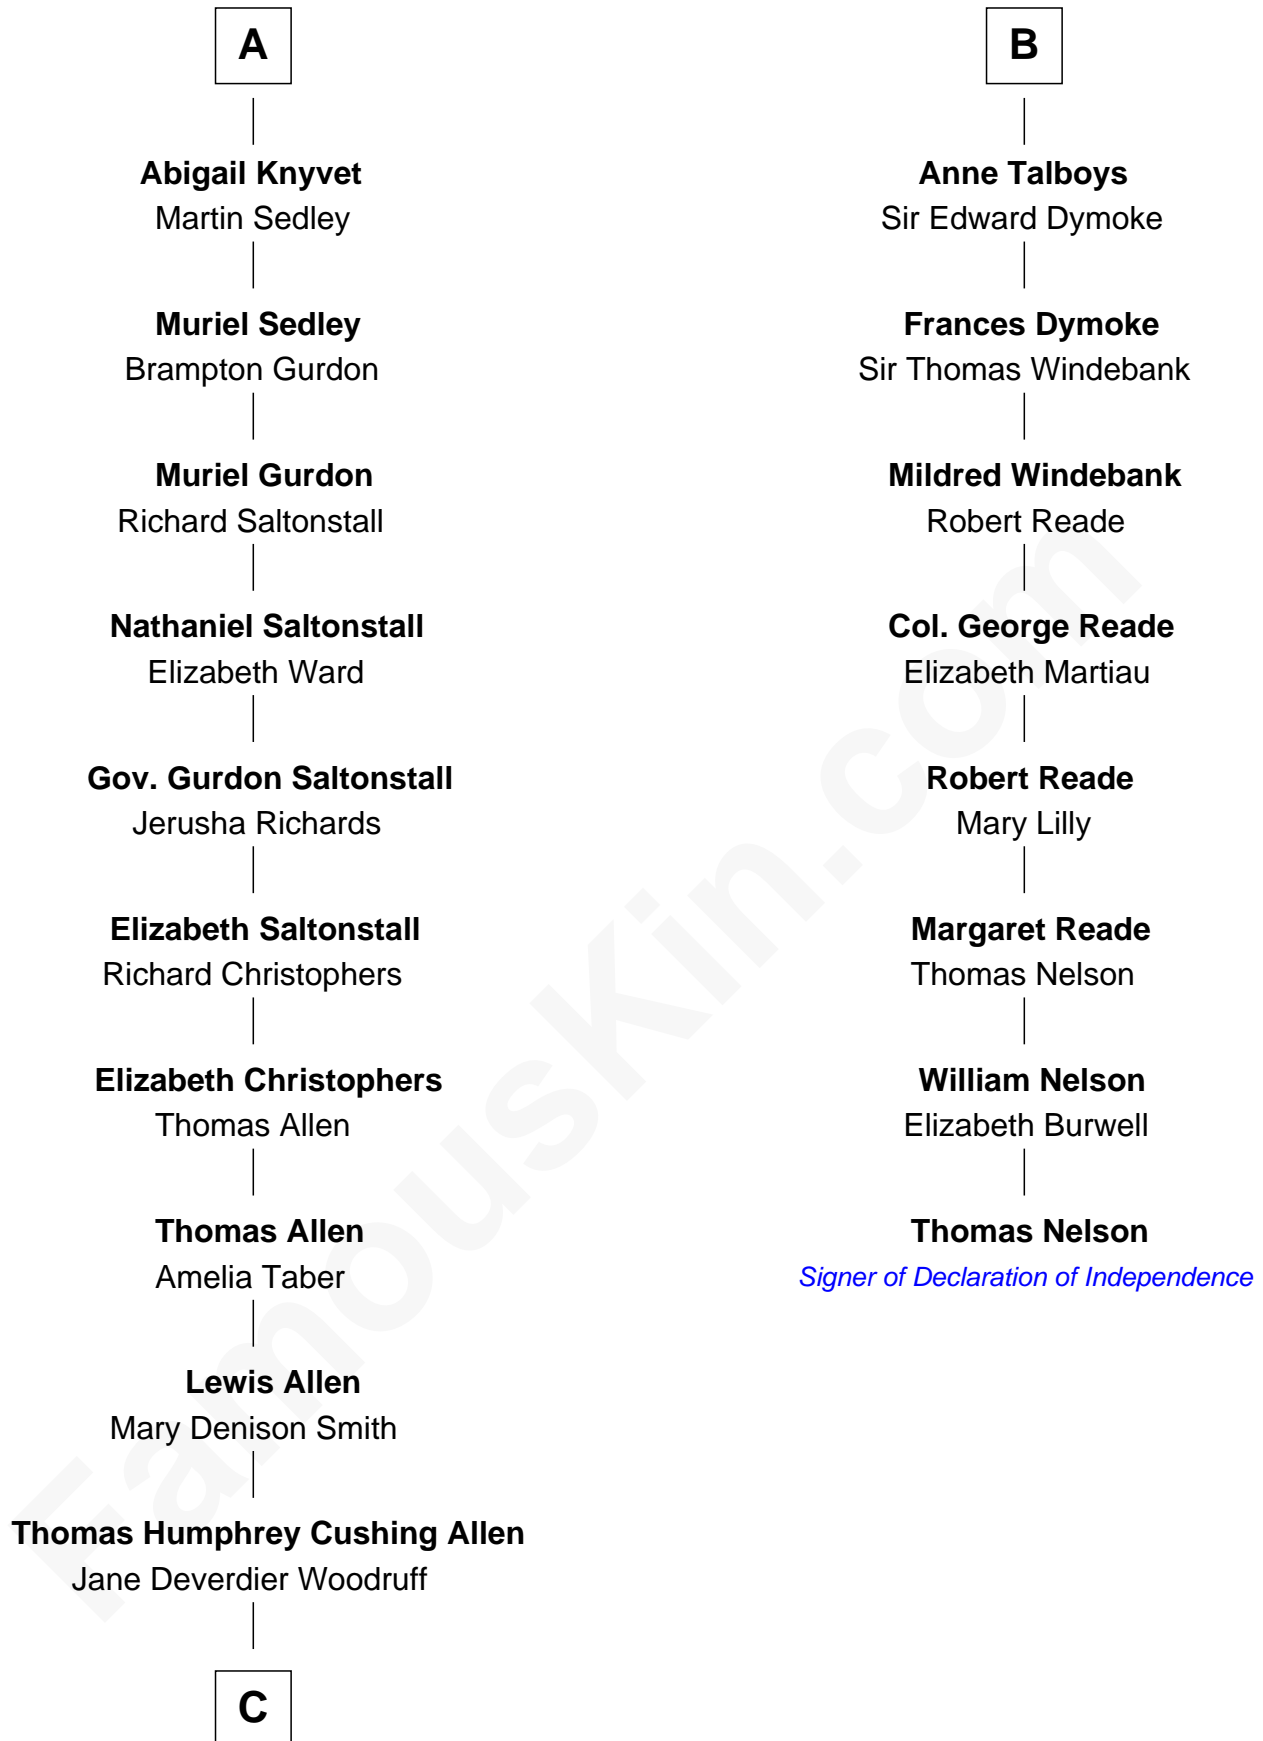 A
Abigail Knyvet
Martin Sedley
Muriel Sedley
Brampton Gurdon
Muriel Gurdon
Richard Saltonstall
Nathaniel Saltonstall
Elizabeth Ward
Gov. Gurdon Saltonstall
Jerusha Richards
Elizabeth Saltonstall
Richard Christophers
Elizabeth Christophers
Thomas Allen
Thomas Allen
Amelia Taber
Lewis Allen
Mary Denison Smith
Thomas Humphrey Cushing Allen
Jane Deverdier Woodruff
C
B
Anne Talboys
Sir Edward Dymoke
Frances Dymoke
Sir Thomas Windebank
Mildred Windebank
Robert Reade
Col. George Reade
Elizabeth Martiau
Robert Reade
Mary Lilly
Margaret Reade
Thomas Nelson
William Nelson
Elizabeth Burwell
Thomas Nelson
Signer of Declaration of Independence
FamousKin.com